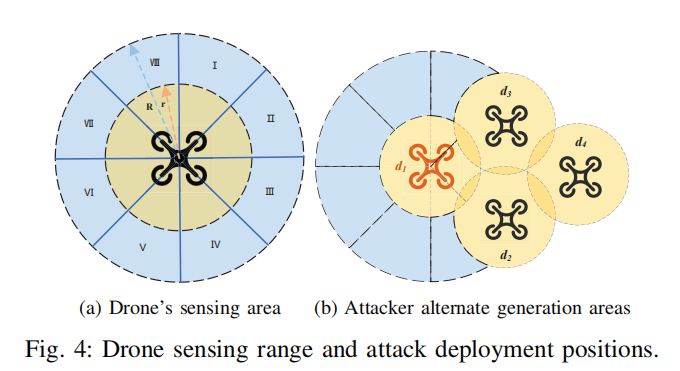 Ⅷ
Ⅰ
Ⅶ
R
r
Ⅱ
Ⅵ
Ⅲ
Ⅴ
Ⅳ
d₃
d₄
d₁
d₂
(a) Drone's sensing area
(b) Attacker alternate generation areas
Fig. 4: Drone sensing range and attack deployment positions.